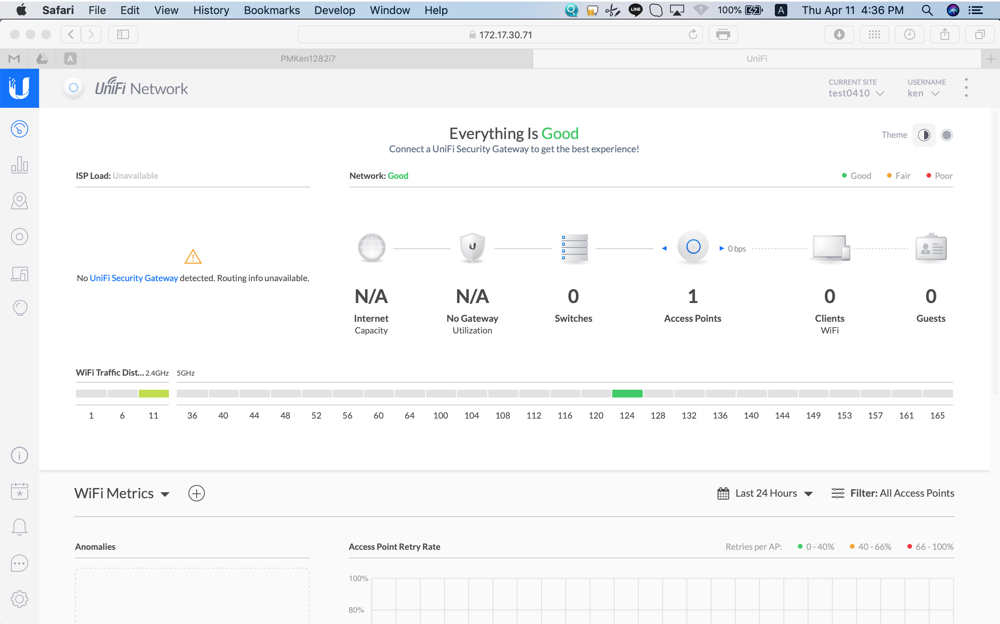 Safari File Edit View History Bookmarks Develop Window Help LINE 100% A Thu Apr 11 4:36 PM
172.17.30.71
A PMKen1282i7 UniFi
UniFi Network
CURRENT SITE USERNAME
test0410 ken
Everything Is Good
Theme
Connect a UniFi Security Gateway to get the best experience!
ISP Load: Unavailable
Network: Good
Good Fair Poor
0 bps
No UniFi Security Gateway detected. Routing info unavailable.
N/A N/A 0 1 0 0
Internet No Gateway Switches Access Points Clients Guests
Capacity Utilization WiFi
WiFi Traffic Dist... 2.4GHz 5GHz
1 6 11 36 40 44 48 52 56 60 64 100 104 108 112 116 120 124 128 132 136 140 144 149 153 157 161 165
WiFi Metrics
Last 24 Hours
Filter: All Access Points
Anomalies
Access Point Retry Rate
Retries per AP: 0 - 40% 40 - 66% 66 - 100%
100%
80%